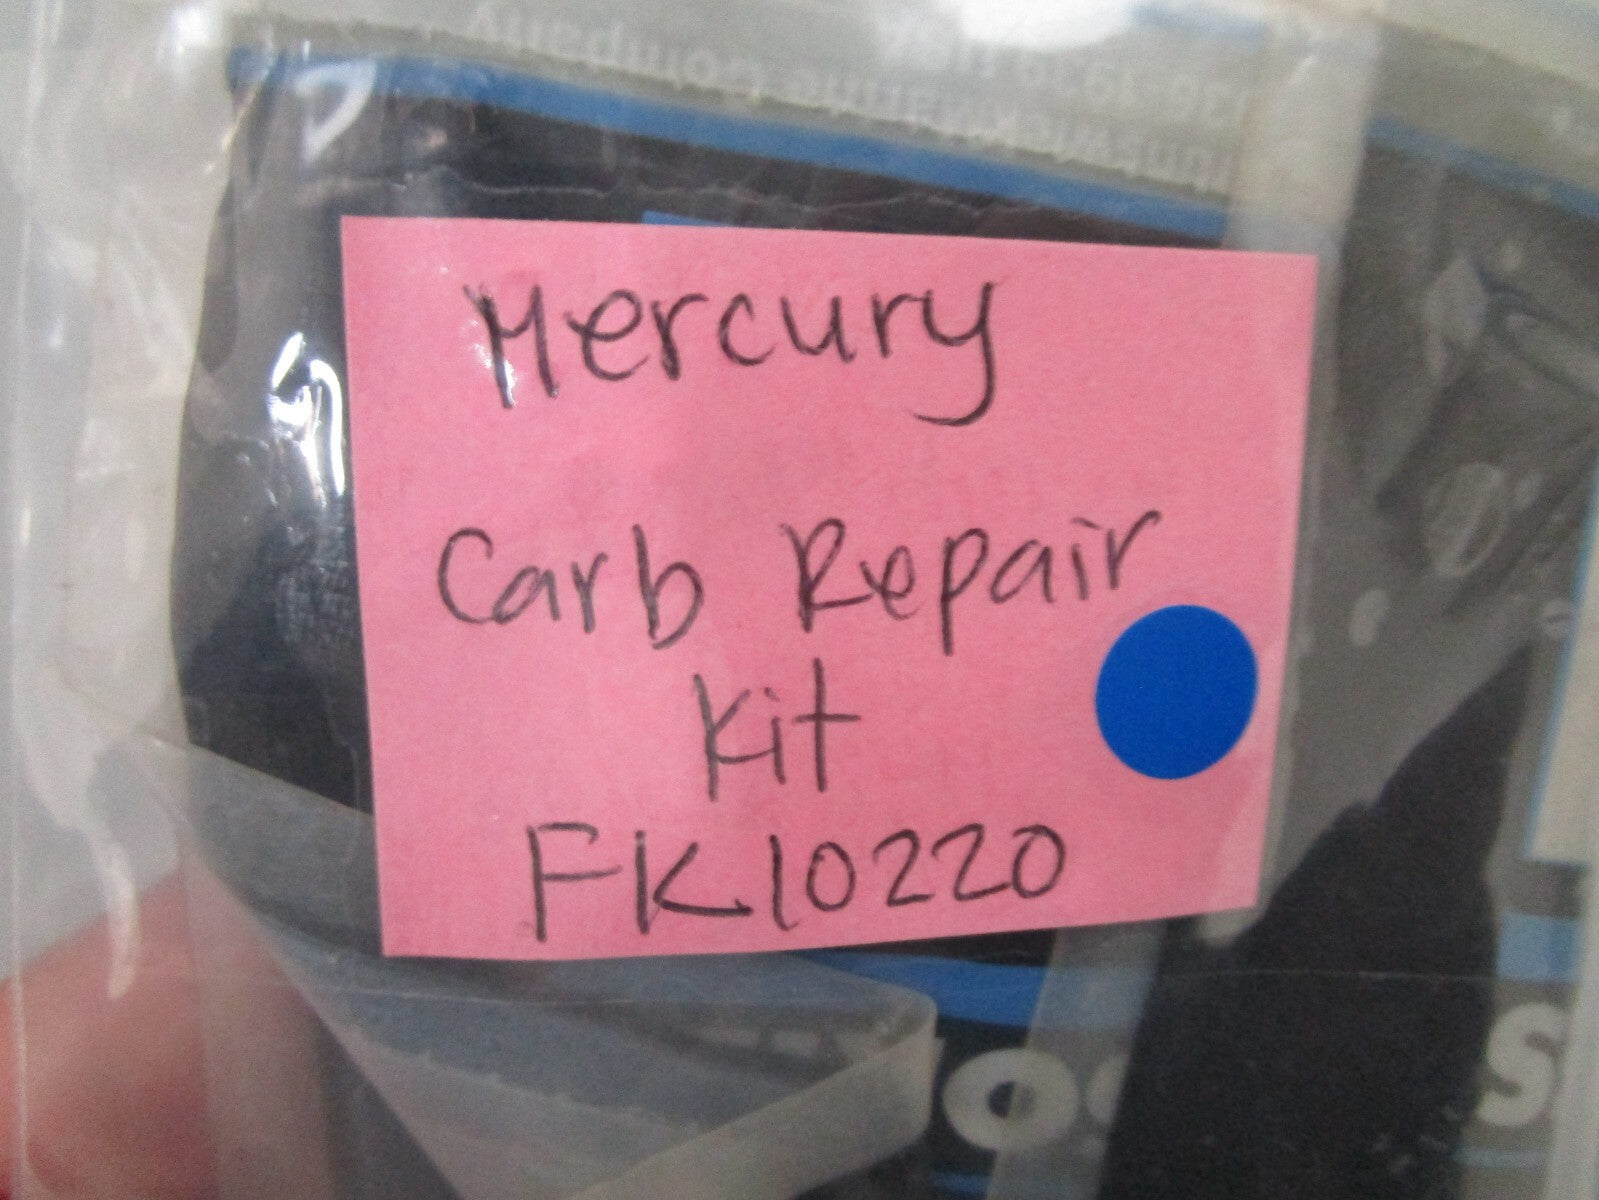 Mercury
Carb Repair
Kit
FK10220